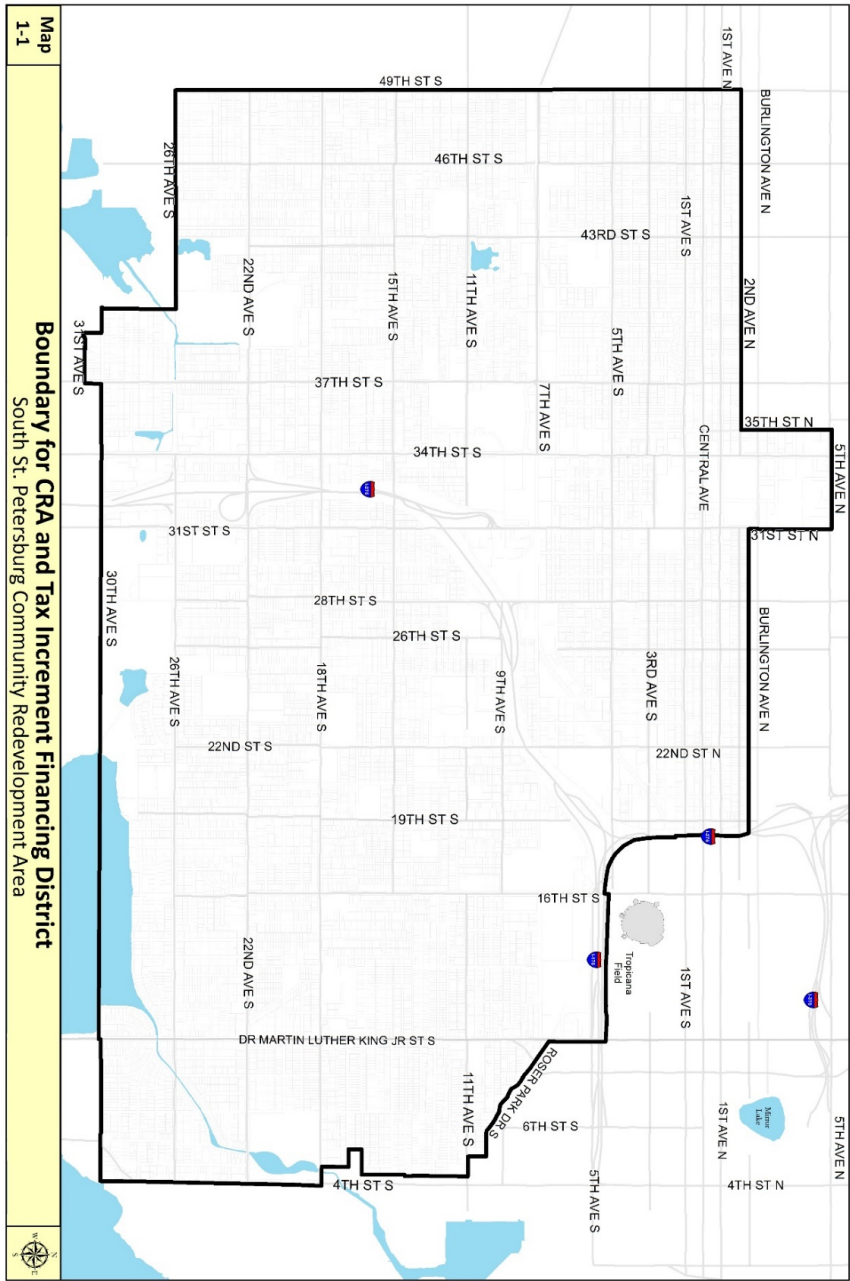 Map
1-1
Boundary for CRA and Tax Increment Financing District
South St. Petersburg Community Redevelopment Area
N
E
S
W
5TH AVE N
5TH AVE N
35TH ST N
31ST ST N
BURLINGTON AVE N
2ND AVE N
BURLINGTON AVE N
1ST AVE N
1ST AVE N
Mirror
Lake
4TH ST N
22ND ST N
CENTRAL AVE
1ST AVE S
1ST AVE S
3RD AVE S
Tropicana
Field
43RD ST S
5TH AVE S
5TH AVE S
16TH ST S
7TH AVE S
ROSER PARK DR S
6TH ST S
9TH AVE S
46TH ST S
11TH AVE S
11TH AVE S
34TH ST S
49TH ST S
15TH AVE S
26TH ST S
19TH ST S
37TH ST S
28TH ST S
18TH AVE S
DR MARTIN LUTHER KING JR ST S
4TH ST S
22ND AVE S
22ND AVE S
31ST ST S
22ND ST S
26TH AVE S
26TH AVE S
30TH AVE S
31ST AVE S